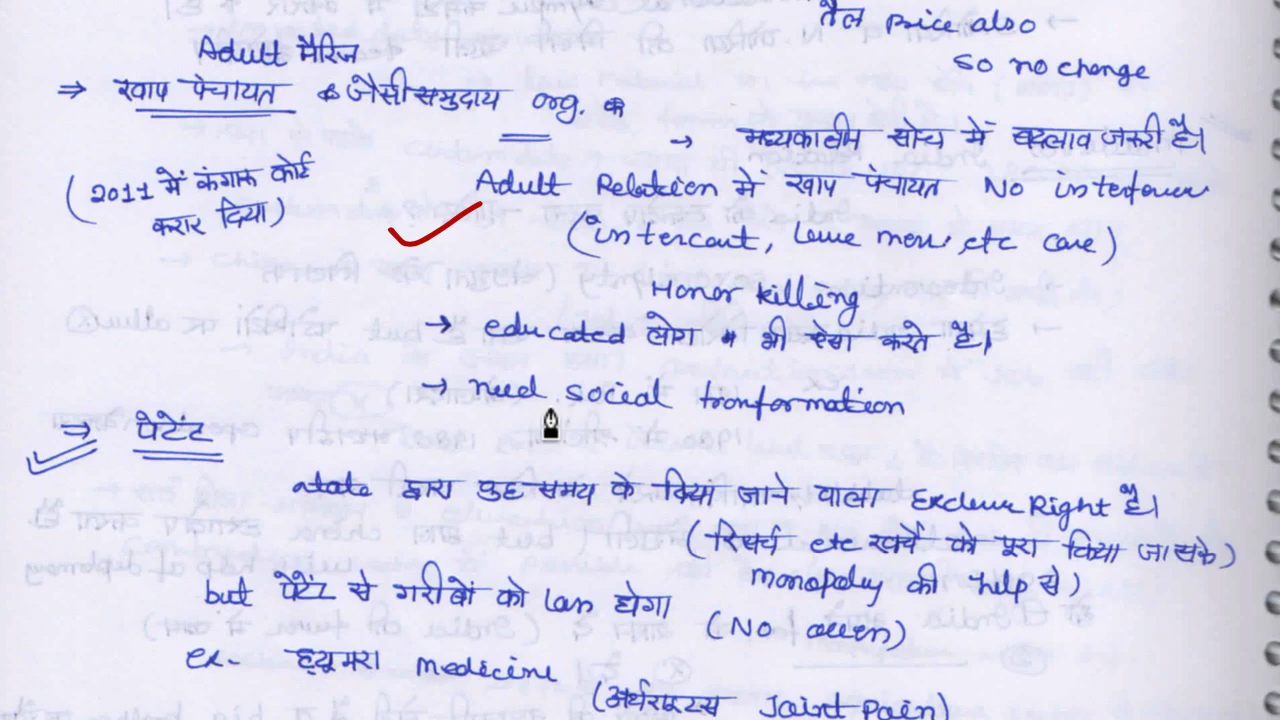 तेल price also
so no change
Adult मैरिज
⇒ खाप पंचायत जैसी समुदाय org.
→ मध्यकालीन सोच में बदलाव जरूरी है।
(2011 में कंगारू कोर्ट
करार दिया)
Adult Relation में खाप पंचायत No interfere
(intercast, love merr. etc case)
Honor killing
→ educated लोग भी ऐसा करते हैं।
→ need social tranformation
⇒ पेटेंट
state द्वारा कुछ समय के दिया जाने वाला Right है।
(रिसर्च etc खर्चे को पूरा किया जा सके)
monopoly की help से)
but पेटेंट से गरीबों को loss होगा
(No access)
ex. ह्यूमरा medicine
(अर्थराइटस Joint Pain)